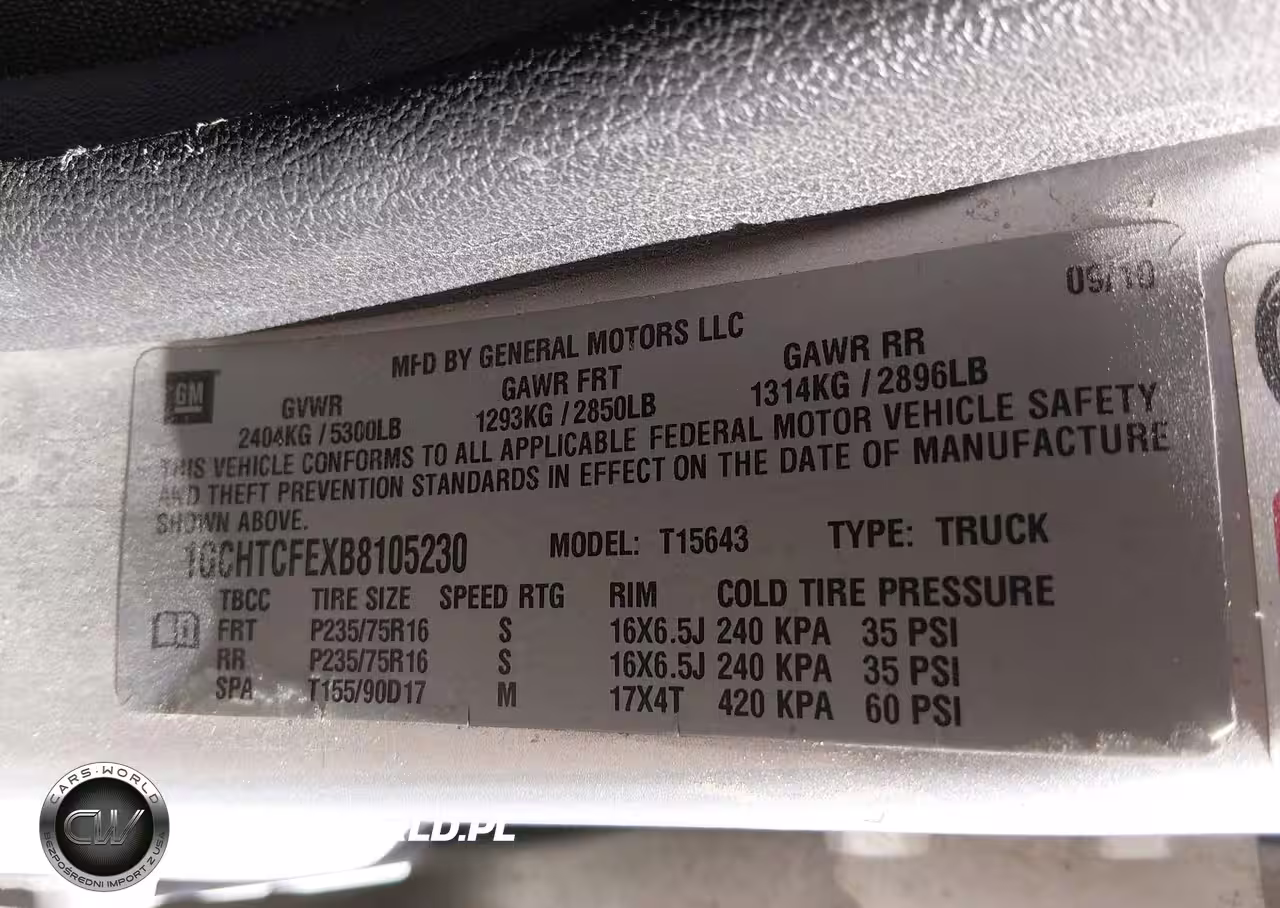 09/10
MFD BY GENERAL MOTORS LLC
GM
GVWR GAWR FRT GAWR RR
2404KG / 5300LB 1293KG / 2850LB 1314KG / 2896LB
THIS VEHICLE CONFORMS TO ALL APPLICABLE FEDERAL MOTOR VEHICLE SAFETY
AND THEFT PREVENTION STANDARDS IN EFFECT ON THE DATE OF MANUFACTURE
SHOWN ABOVE.
1GCHTCFEXB8105230 MODEL: T15643 TYPE: TRUCK
TBCC TIRE SIZE SPEED RTG RIM COLD TIRE PRESSURE
FRT P235/75R16 S 16X6.5J 240 KPA 35 PSI
RR P235/75R16 S 16X6.5J 240 KPA 35 PSI
SPA T155/90D17 M 17X4T 420 KPA 60 PSI
CARS-WORLD
CW
BEZPOŚREDNI IMPORT Z USA
LD.PL